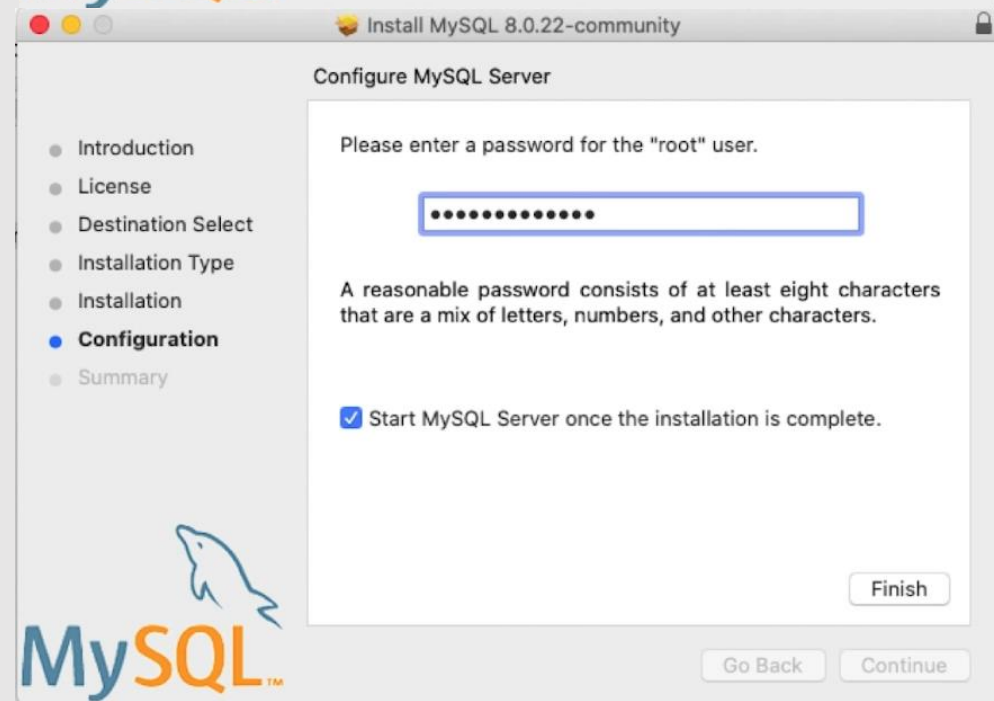 Install MySQL 8.0.22-community
Configure MySQL Server
Introduction
License
Destination Select
Installation Type
Installation
Configuration
Summary
Please enter a password for the "root" user.
•••••••••••••
A reasonable password consists of at least eight characters
that are a mix of letters, numbers, and other characters.
Start MySQL Server once the installation is complete.
Finish
MySQL™
Go Back
Continue